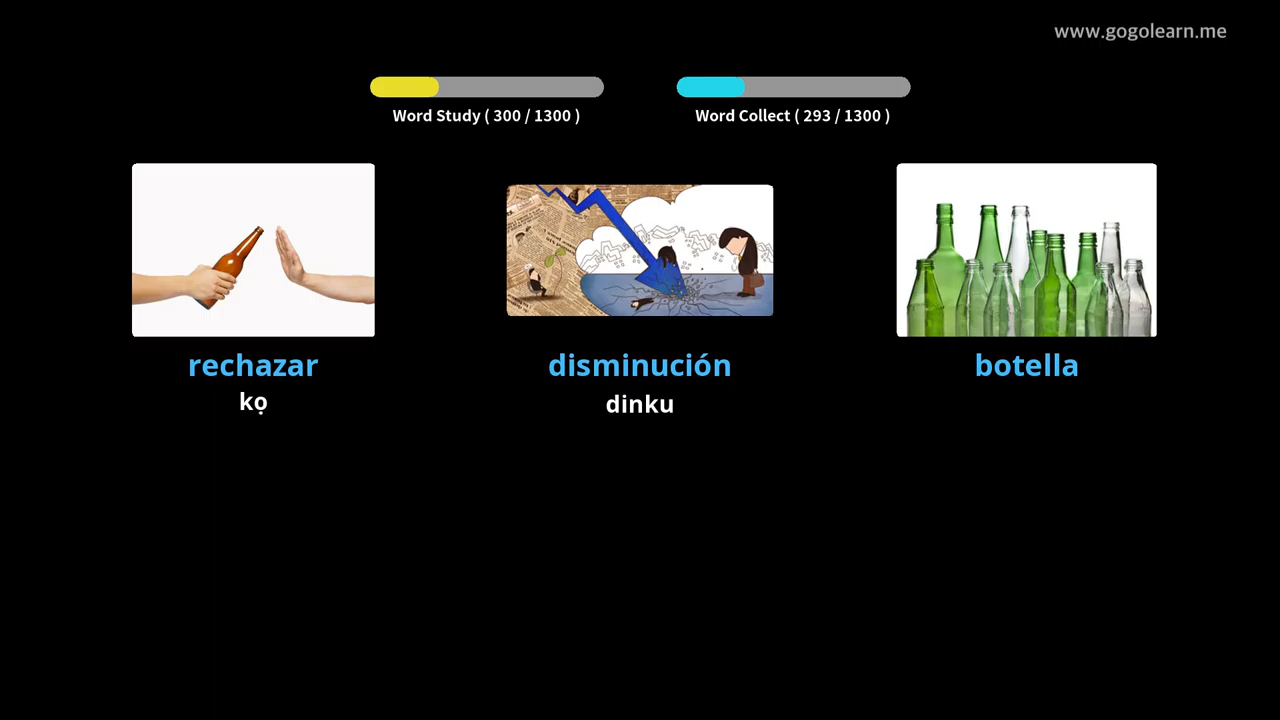 www.gogolearn.me
Word Study ( 300 / 1300 )
Word Collect ( 293 / 1300 )
rechazar
kọ
disminución
dinku
botella